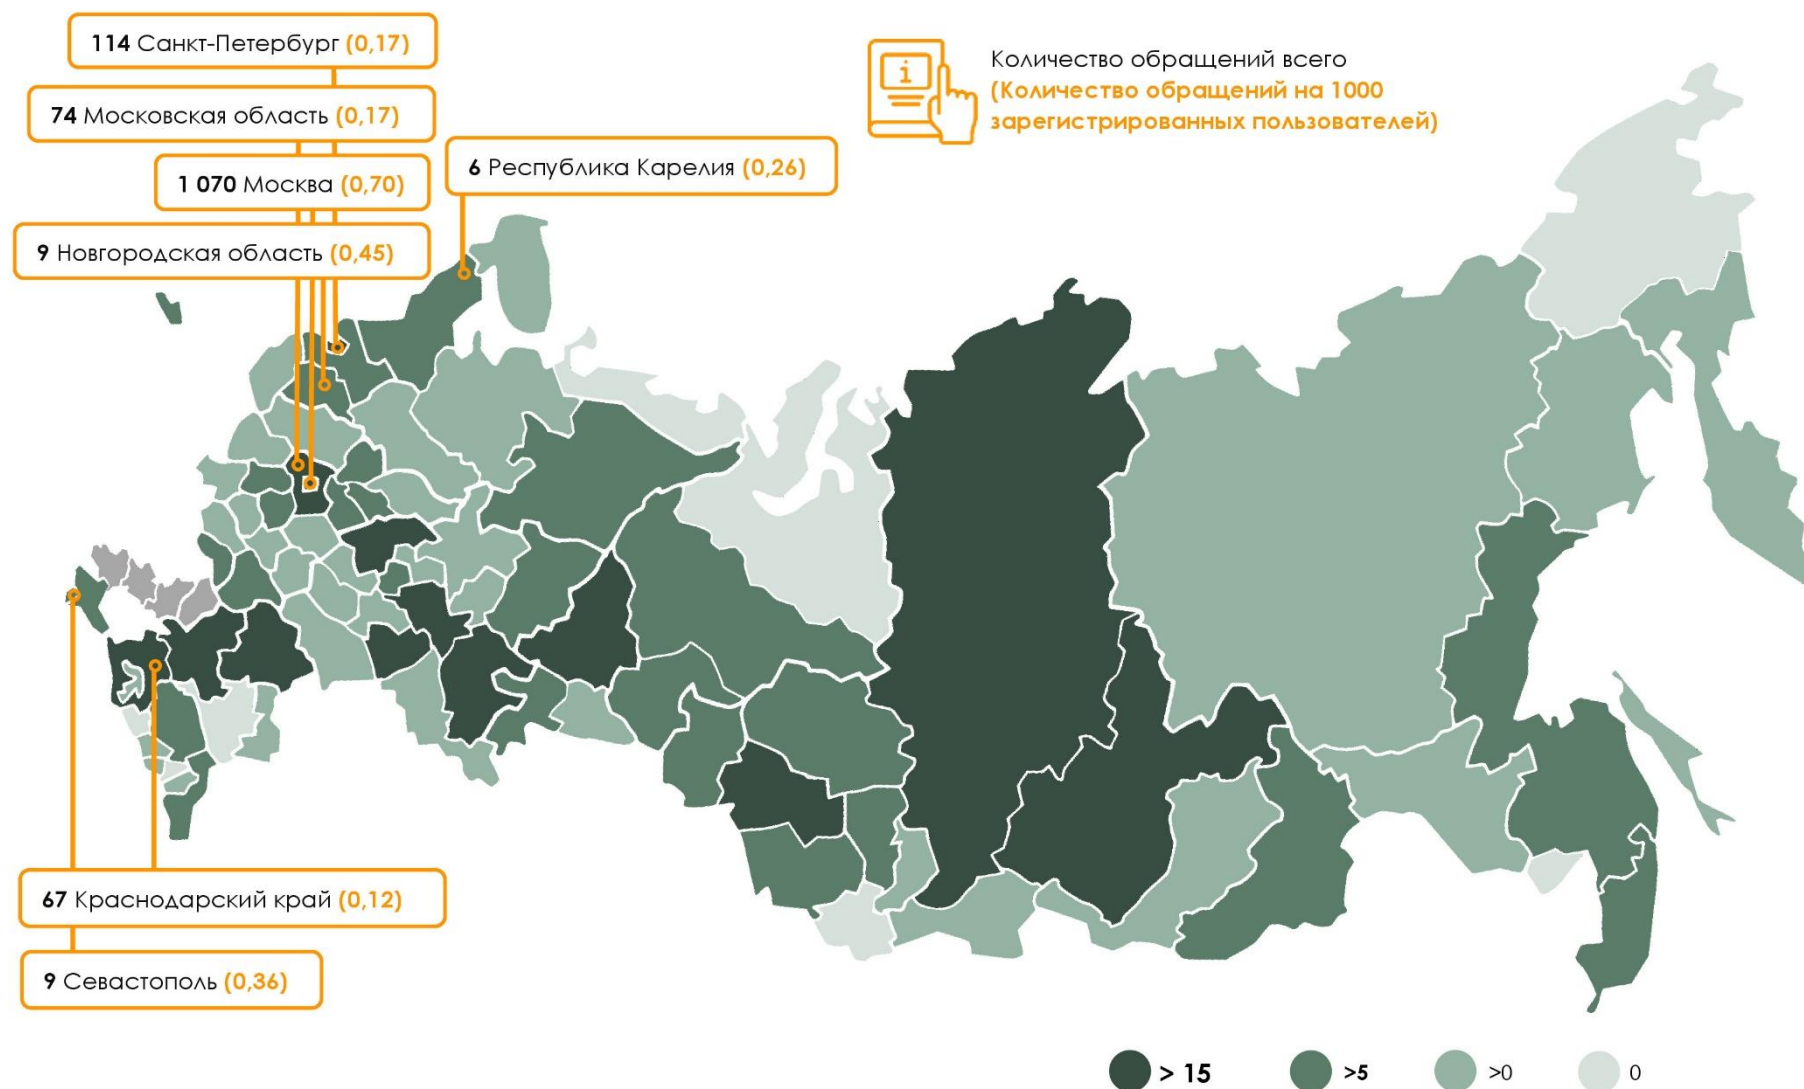 114 Санкт-Петербург (0,17)
74 Московская область (0,17)
1 070 Москва (0,70)
9 Новгородская область (0,45)
6 Республика Карелия (0,26)
i
Количество обращений всего
(Количество обращений на 1000
зарегистрированных пользователей)
67 Краснодарский край (0,12)
9 Севастополь (0,36)
> 15
>5
>0
0